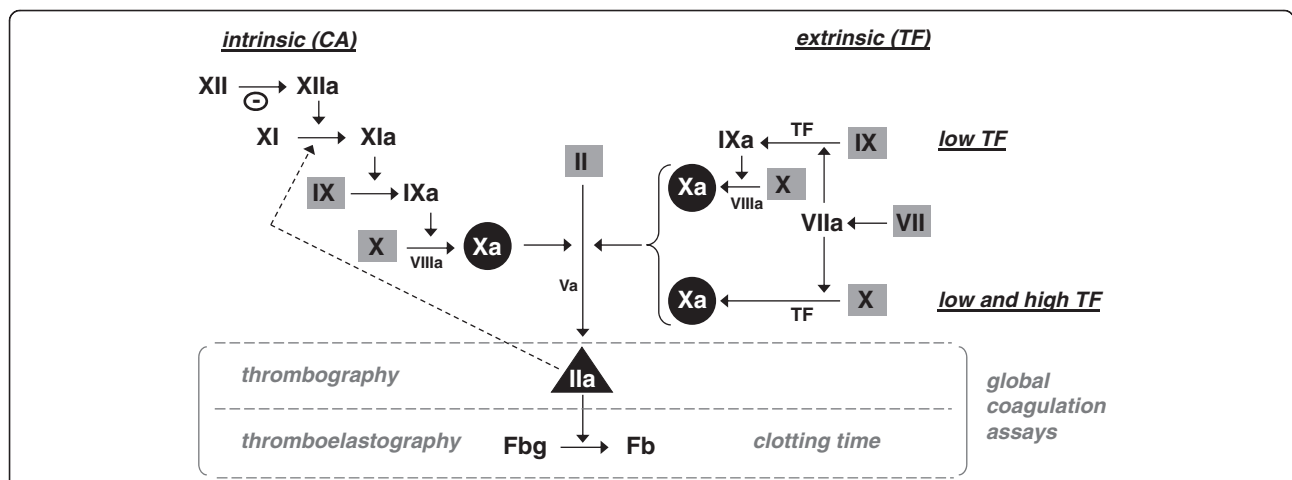 intrinsic (CA)
extrinsic (TF)
XII
XIIa
-
XI
XIa
IX
IXa
X
VIIIa
Xa
II
Va
IXa
TF
IX
low TF
Xa
VIIIa
X
VIIa
VII
Xa
TF
X
low and high TF
thrombography
IIa
thromboelastography
Fbg
Fb
clotting time
global
coagulation
assays